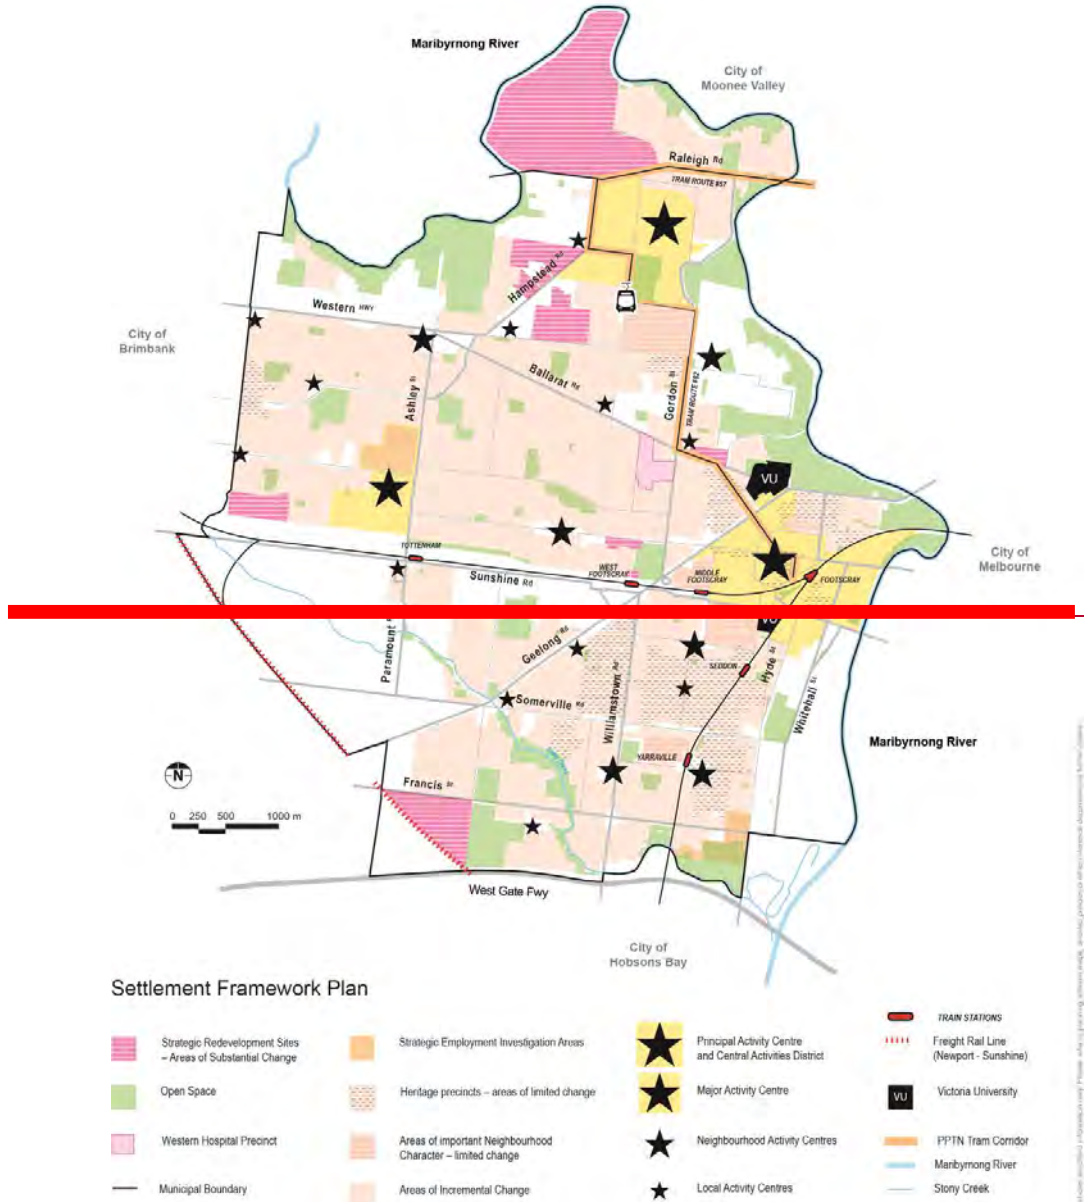 Maribyrnong River
City of
Moonee Valley
Raleigh Rd
TRAM ROUTE #57
Hampstead Rd
Western HWY
City of
Brimbank
Ballarat Rd
Ashley St
Gordon St
TRAM ROUTE #82
VU
TOTTENHAM
WEST
FOOTSCRAY
MIDDLE
FOOTSCRAY
FOOTSCRAY
City of
Melbourne
Sunshine Rd
Paramount
Geelong Rd
SEDDON
Hyde St
Somerville Rd
Williamstown Rd
Whitehall St
YARRAVILLE
Maribyrnong River
N
Francis St
0 250 500 1000 m
West Gate Fwy
City of
Hobsons Bay
Settlement Framework Plan
Strategic Redevelopment Sites
– Areas of Substantial Change
Open Space
Western Hospital Precinct
Municipal Boundary
Strategic Employment Investigation Areas
Heritage precincts – areas of limited change
Areas of important Neighbourhood
Character – limited change
Areas of Incremental Change
Principal Activity Centre
and Central Activities District
Major Activity Centre
Neighbourhood Activity Centres
Local Activity Centres
TRAIN STATIONS
Freight Rail Line
(Newport - Sunshine)
VU
Victoria University
PPTN Tram Corridor
Maribyrnong River
Stony Creek